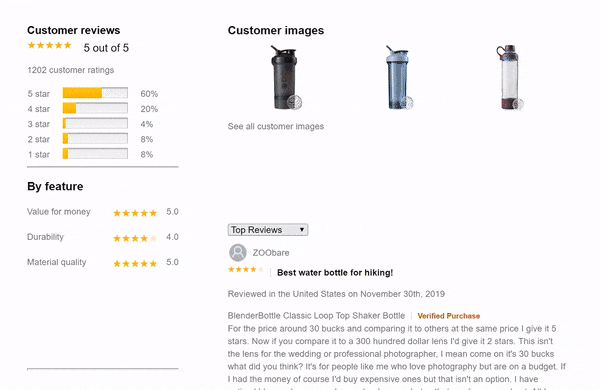 Customer reviews
5 out of 5
1202 customer ratings
5 star 60%
4 star 20%
3 star 4%
2 star 8%
1 star 8%
By feature
Value for money 5.0
Durability 4.0
Material quality 5.0
Customer images
See all customer images
Top Reviews
ZOObare
Best water bottle for hiking!
Reviewed in the United States on November 30th, 2019
BlenderBottle Classic Loop Top Shaker Bottle | Verified Purchase
For the price around 30 bucks and comparing it to others at the same price I give it 5
stars. Now if you compare it to a 300 hundred dollar lens I'd give it 2 stars. This isn't
the lens for the wedding or professional photographer, I mean come on it's 30 bucks
what did you think? It's for people like me who love photography but are on a budget. If
I had the money of course I'd buy expensive ones but that isn't an option. I have